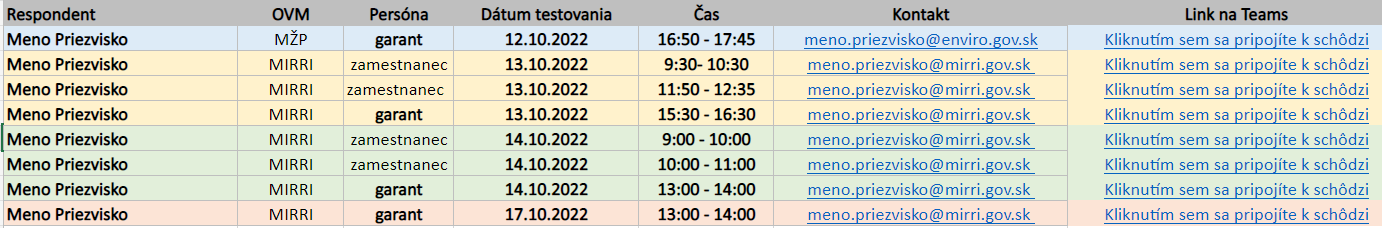 Respondent OVM Persóna Dátum testovania Čas Kontakt Link na Teams
Meno Priezvisko MŽP garant 12.10.2022 16:50 - 17:45 meno.priezvisko@enviro.gov.sk Kliknutím sem sa pripojíte k schôdzi
Meno Priezvisko MIRRI zamestnanec 13.10.2022 9:30- 10:30 meno.priezvisko@mirri.gov.sk Kliknutím sem sa pripojíte k schôdzi
Meno Priezvisko MIRRI zamestnanec 13.10.2022 11:50 - 12:35 meno.priezvisko@mirri.gov.sk Kliknutím sem sa pripojíte k schôdzi
Meno Priezvisko MIRRI garant 13.10.2022 15:30 - 16:30 meno.priezvisko@mirri.gov.sk Kliknutím sem sa pripojíte k schôdzi
Meno Priezvisko MIRRI zamestnanec 14.10.2022 9:00 - 10:00 meno.priezvisko@mirri.gov.sk Kliknutím sem sa pripojíte k schôdzi
Meno Priezvisko MIRRI zamestnanec 14.10.2022 10:00 - 11:00 meno.priezvisko@mirri.gov.sk Kliknutím sem sa pripojíte k schôdzi
Meno Priezvisko MIRRI garant 14.10.2022 13:00 - 14:00 meno.priezvisko@mirri.gov.sk Kliknutím sem sa pripojíte k schôdzi
Meno Priezvisko MIRRI garant 17.10.2022 13:00 - 14:00 meno.priezvisko@mirri.gov.sk Kliknutím sem sa pripojíte k schôdzi